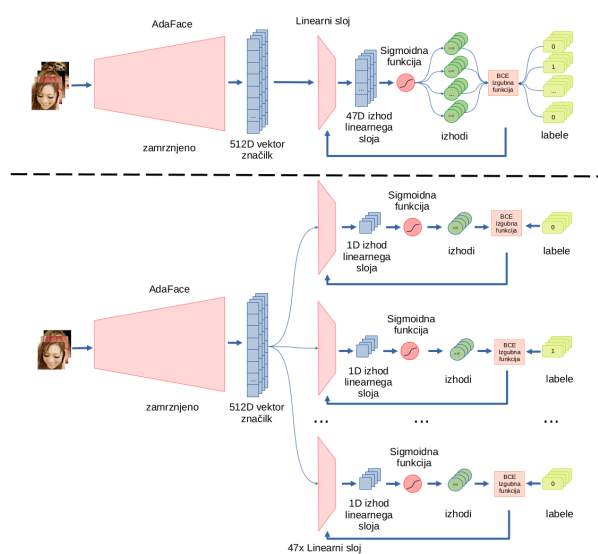 AdaFace
Linearni sloj
Sigmoidna
funkcija
BCE
Izgubna
funkcija
0
1
...
0
...
...
zamrznjeno
512D vektor
značilk
47D izhod
linearnega
sloja
izhodi
labele
AdaFace
zamrznjeno
...
512D vektor
značilk
Sigmoidna
funkcija
BCE
Izgubna
funkcija
0
1D izhod
linearnega
sloja
izhodi
labele
Sigmoidna
funkcija
BCE
Izgubna
funkcija
1
1D izhod
linearnega
sloja
izhodi
labele
... ... ...
Sigmoidna
funkcija
BCE
Izgubna
funkcija
0
1D izhod
linearnega
sloja
izhodi
labele
47x Linearni sloj